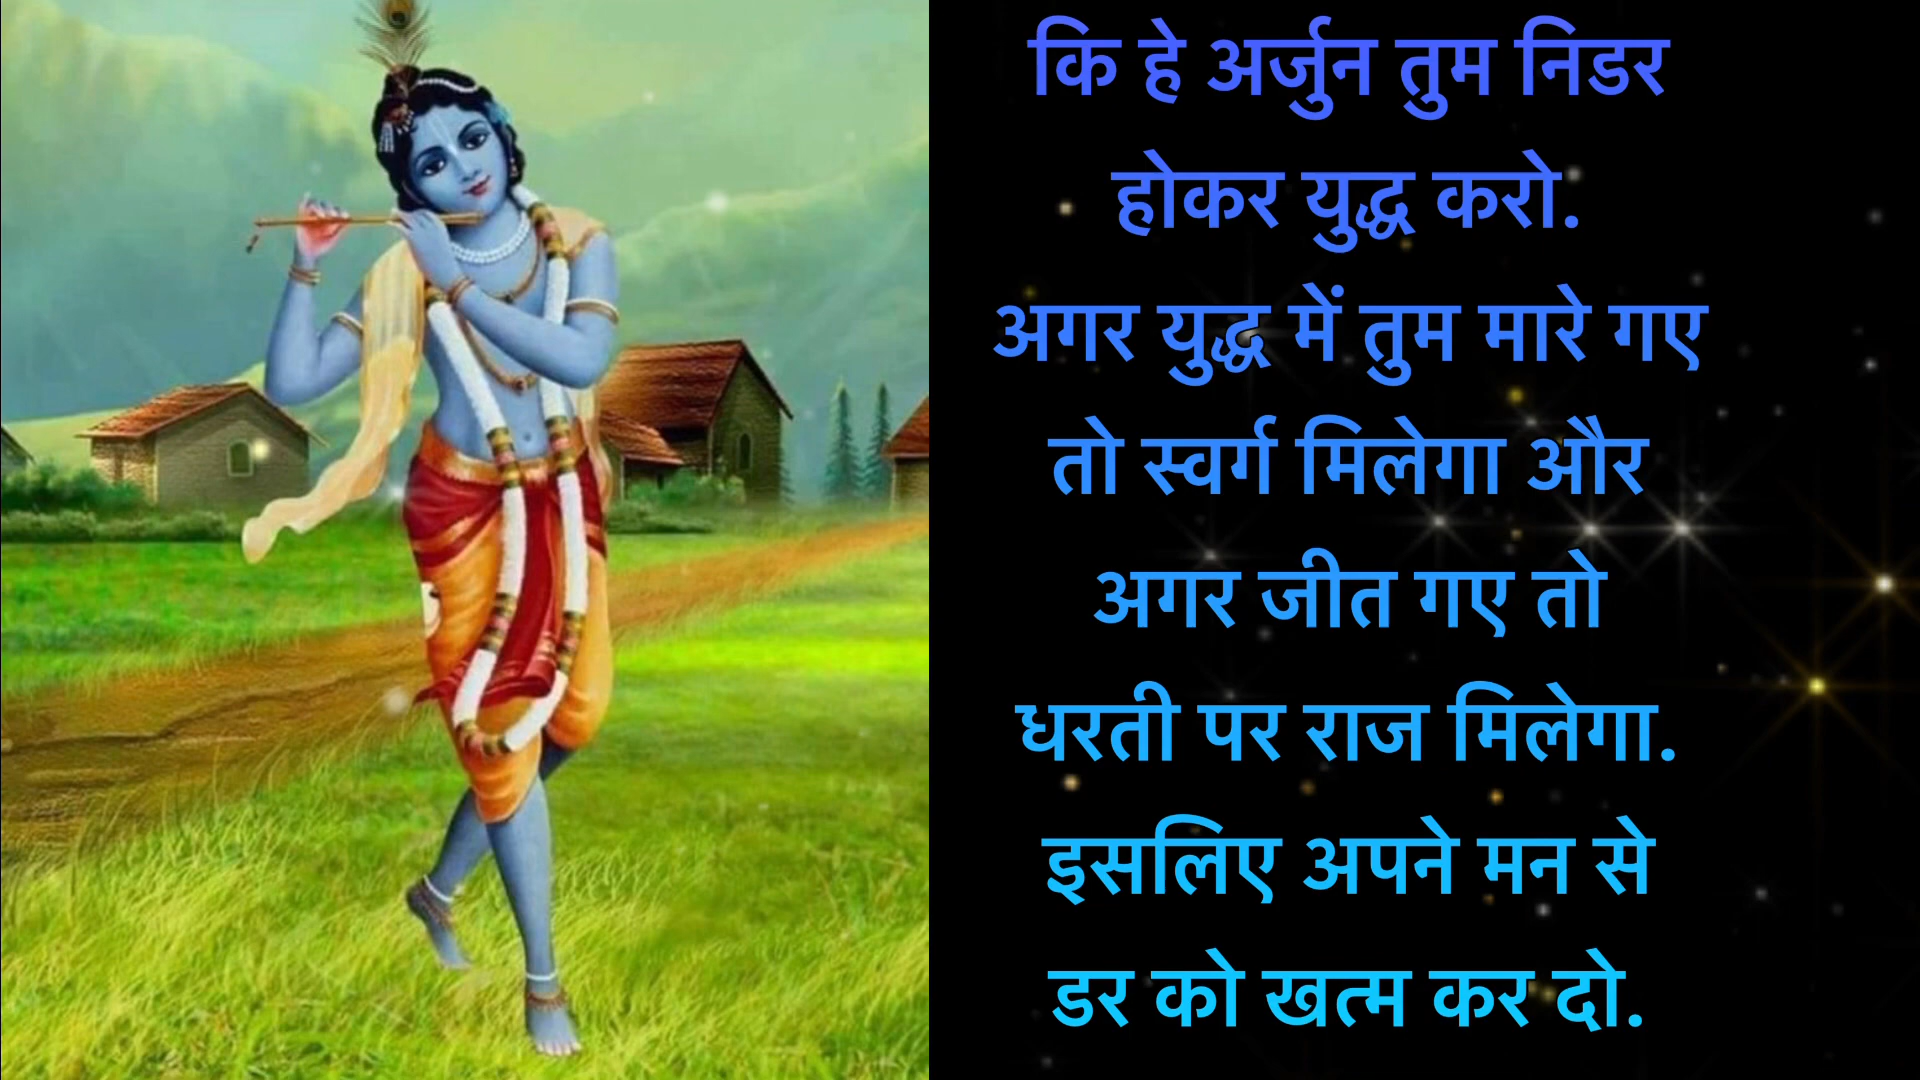 कि हे अर्जुन तुम निडर
होकर युद्ध करो.
अगर युद्ध में तुम मारे गए
तो स्वर्ग मिलेगा और
अगर जीत गए तो
धरती पर राज मिलेगा.
इसलिए अपने मन से
डर को खत्म कर दो.